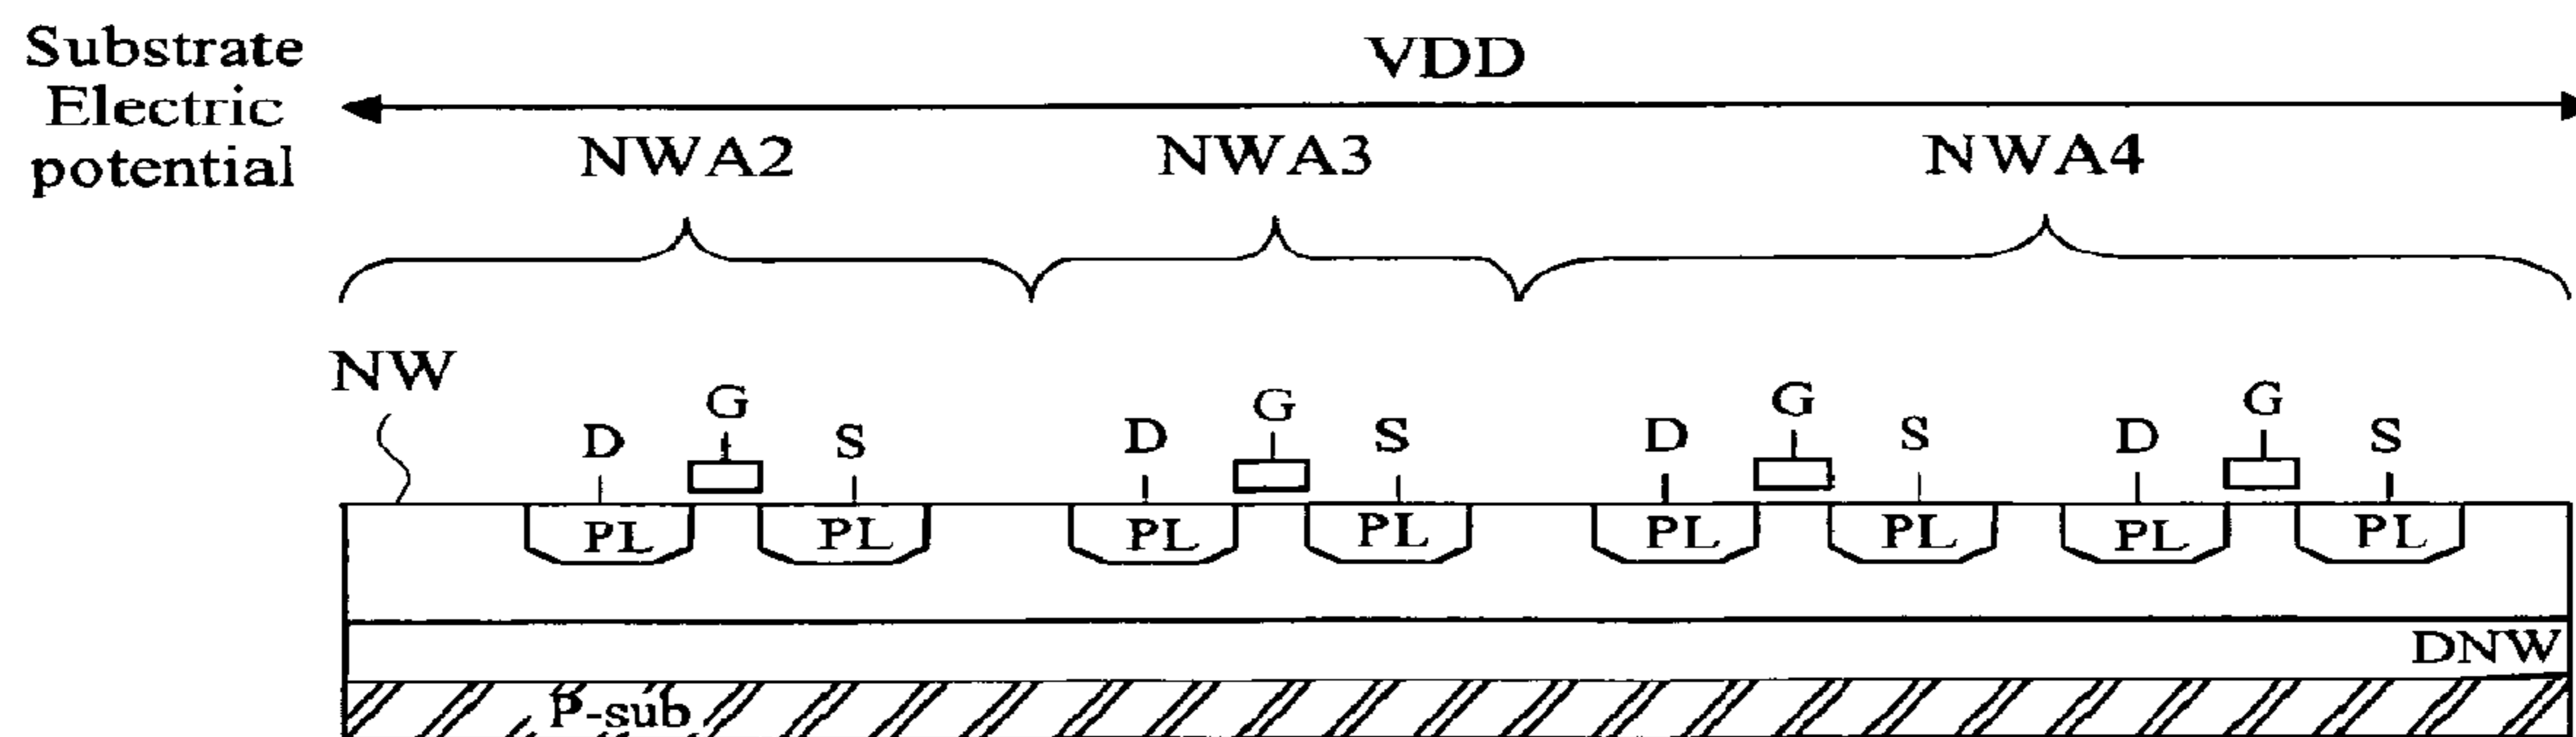 Substrate
Electric
potential
VDD
NWA2 NWA3 NWA4
NW
G G G G
D S D S D S D S
PL PL PL PL PL PL PL PL
DNW
P-sub